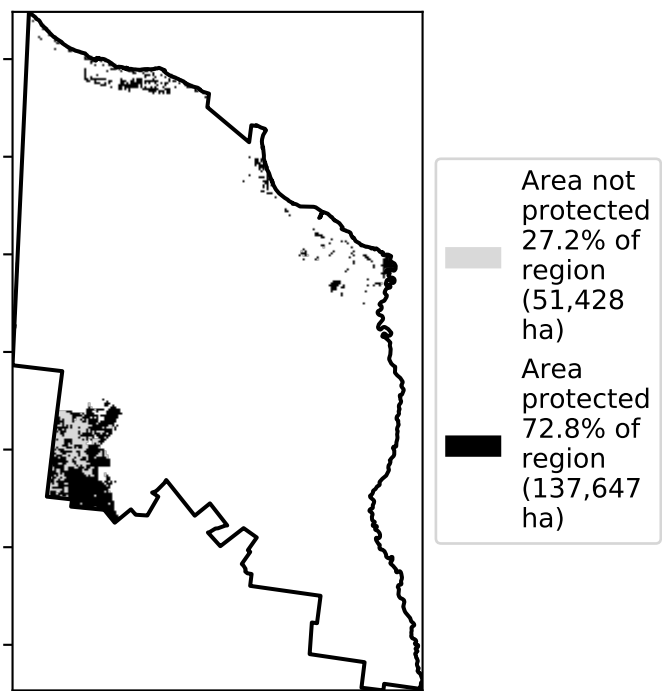 Area not
protected
27.2% of
region
(51,428
ha)
Area
protected
72.8% of
region
(137,647
ha)